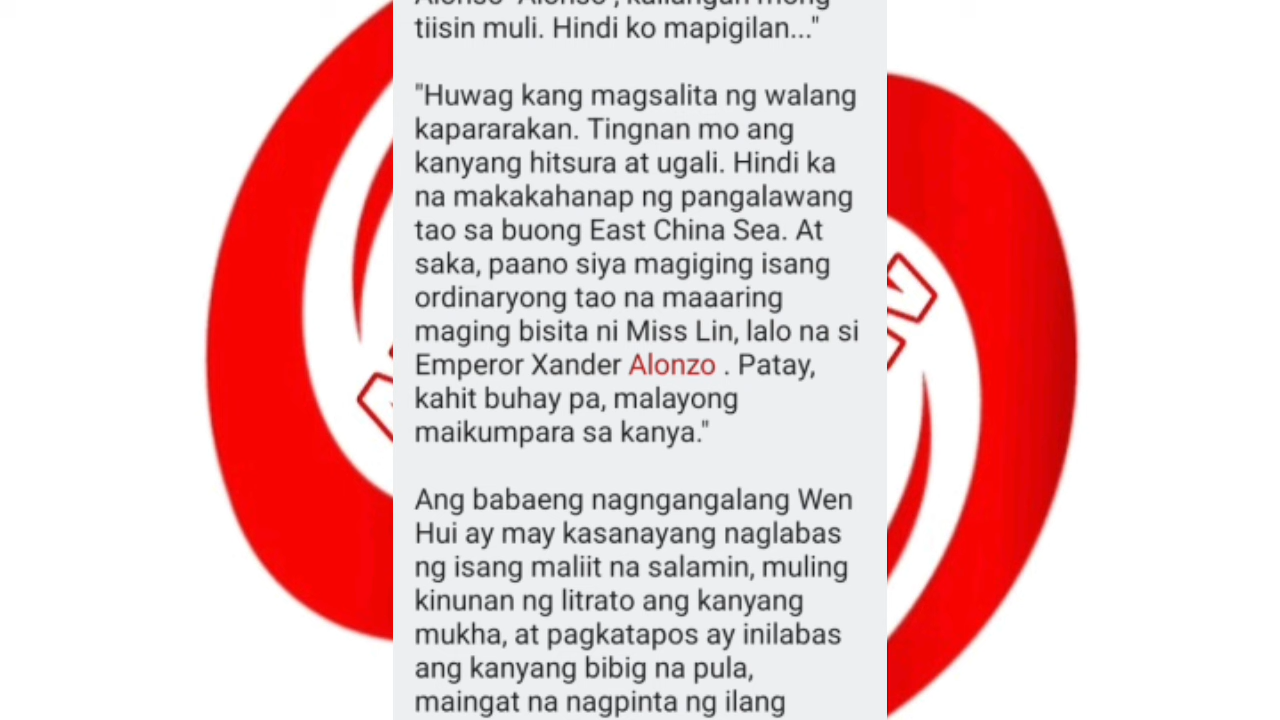 tiisin muli. Hindi ko mapigilan..."
"Huwag kang magsalita ng walang
kapararakan. Tingnan mo ang
kanyang hitsura at ugali. Hindi ka
na makakahanap ng pangalawang
tao sa buong East China Sea. At
saka, paano siya magiging isang
ordinaryong tao na maaaring
maging bisita ni Miss Lin, lalo na si
Emperor Xander Alonzo . Patay,
kahit buhay pa, malayong
maikumpara sa kanya."
Ang babaeng nagngangalang Wen
Hui ay may kasanayang naglabas
ng isang maliit na salamin, muling
kinunan ng litrato ang kanyang
mukha, at pagkatapos ay inilabas
ang kanyang bibig na pula,
maingat na nagpinta ng ilang